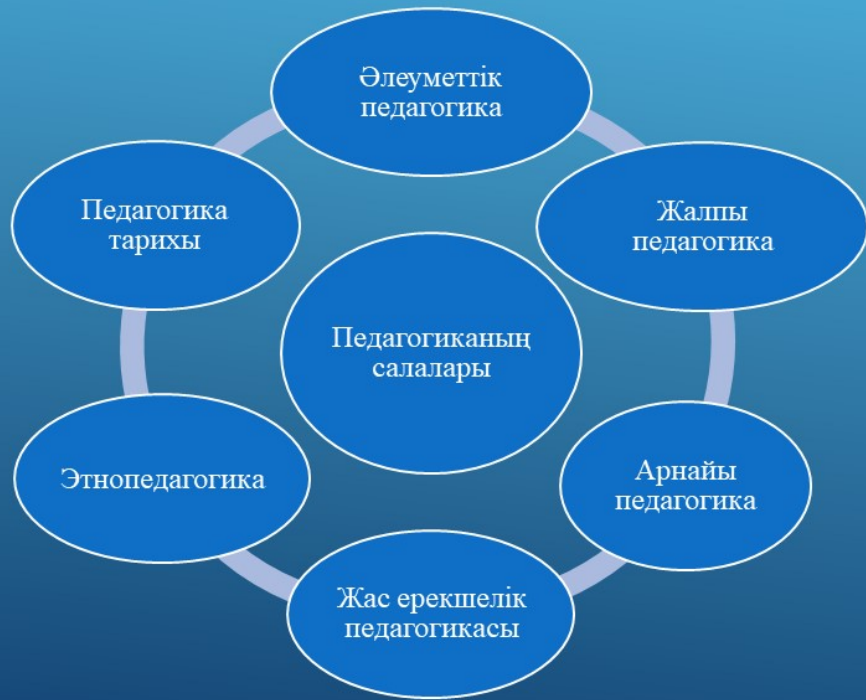 Әлеуметтік
педагогика
Жалпы
педагогика
Арнайы
педагогика
Жас ерекшелік
педагогикасы
Этнопедагогика
Педагогика
тарихы
Педагогиканың
салалары